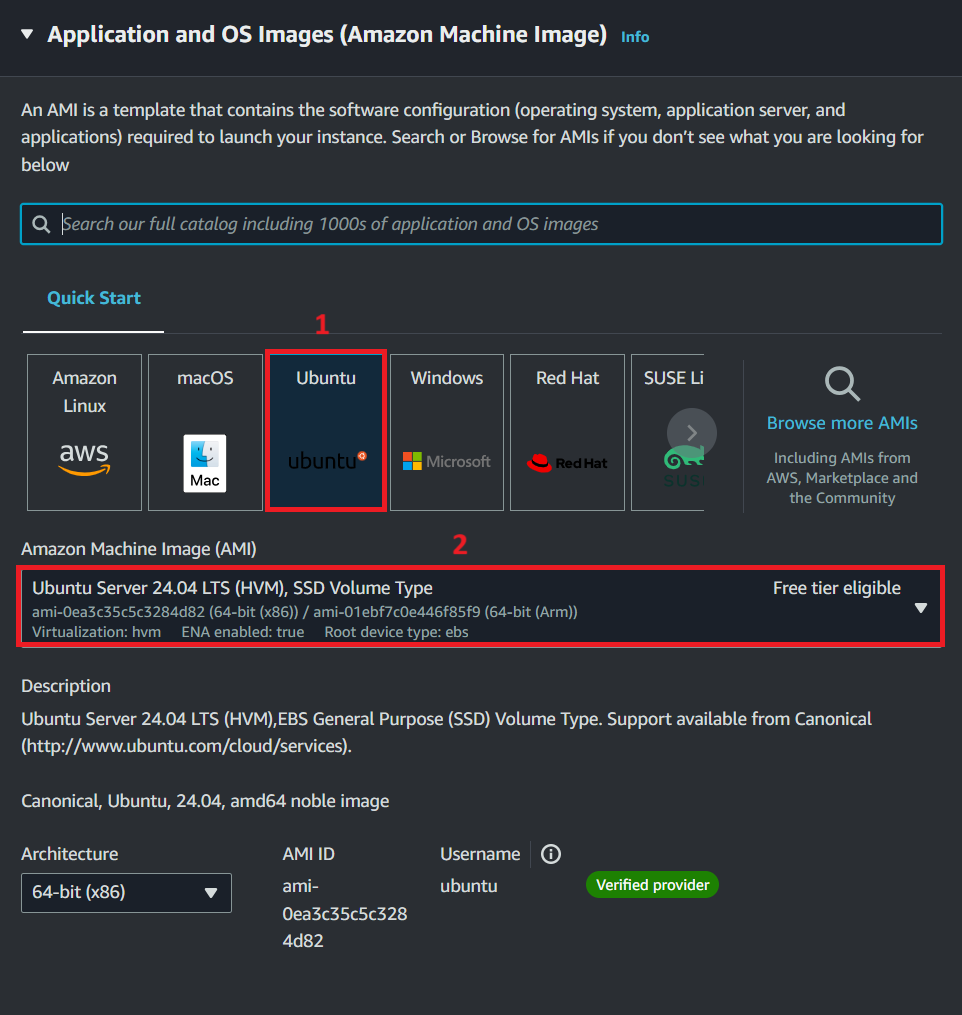 Application and OS Images (Amazon Machine Image) Info
An AMI is a template that contains the software configuration (operating system, application server, and
applications) required to launch your instance. Search or Browse for AMIs if you don't see what you are looking for
below
Search our full catalog including 1000s of application and OS images
Quick Start
1
Amazon
Linux
aws
macOS
Mac
Ubuntu
ubuntu
Windows
Microsoft
Red Hat
Red Hat
SUSE Li
SUSE
Browse more AMIs
Including AMIs from
AWS, Marketplace and
the Community
Amazon Machine Image (AMI)
2
Ubuntu Server 24.04 LTS (HVM), SSD Volume Type
Free tier eligible
ami-0ea3c35c5c3284d82 (64-bit (x86)) / ami-01ebf7c0e446f85f9 (64-bit (Arm))
Virtualization: hvm ENA enabled: true Root device type: ebs
Description
Ubuntu Server 24.04 LTS (HVM),EBS General Purpose (SSD) Volume Type. Support available from Canonical
(http://www.ubuntu.com/cloud/services).
Canonical, Ubuntu, 24.04, amd64 noble image
Architecture
64-bit (x86)
AMI ID
ami-
0ea3c35c5c328
4d82
Username
ubuntu
Verified provider